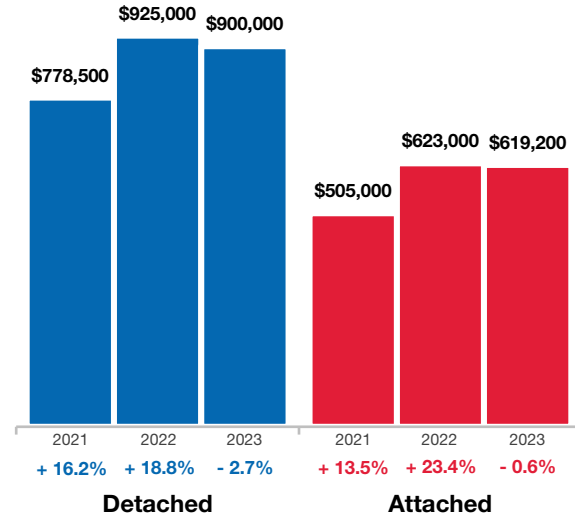 $778,500
$925,000
$900,000
$505,000
$623,000 $619,200
2021 2022 2023 2021 2022 2023
+ 16.2% + 18.8% - 2.7% + 13.5% + 23.4% - 0.6%
Detached Attached